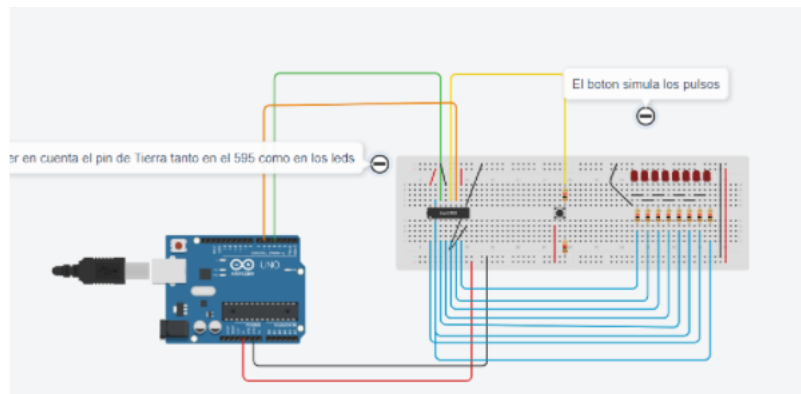 El boton simula los pulsos
er en cuenta el pin de Tierra tanto en el 595 como en los leds
UNO